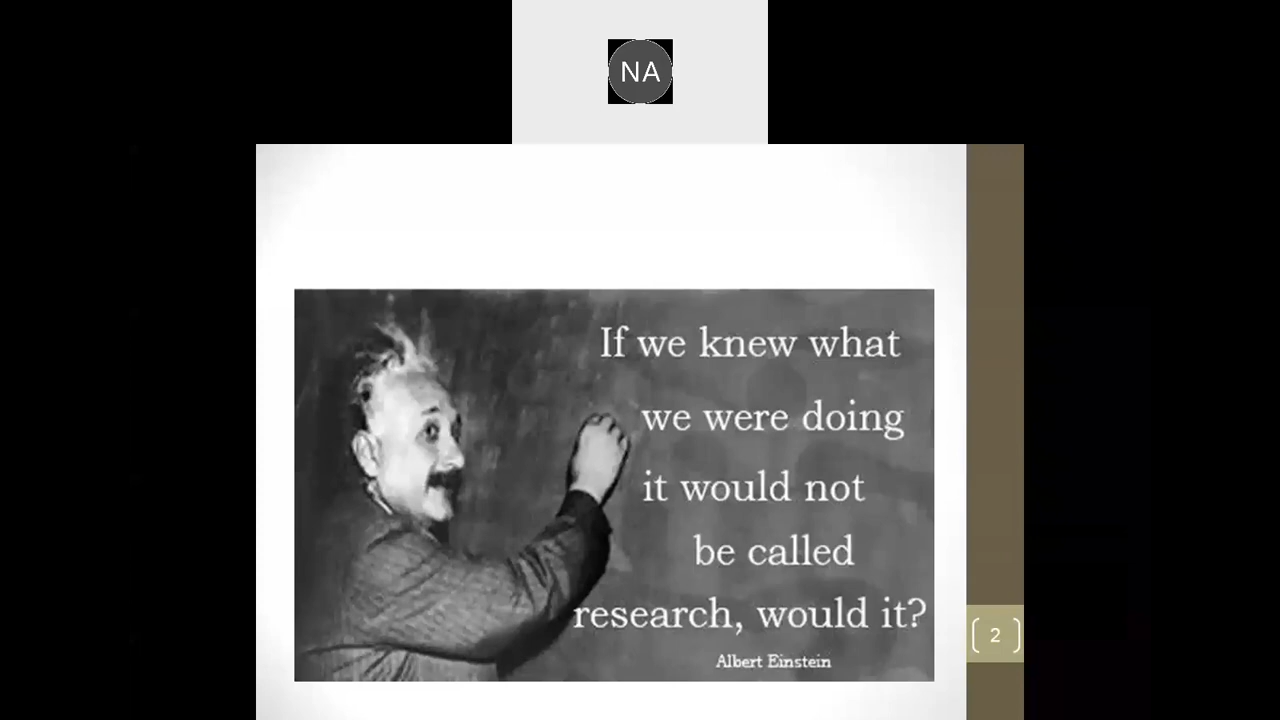 NA
If we knew what
we were doing
it would not
be called
research, would it?
Albert Einstein
2